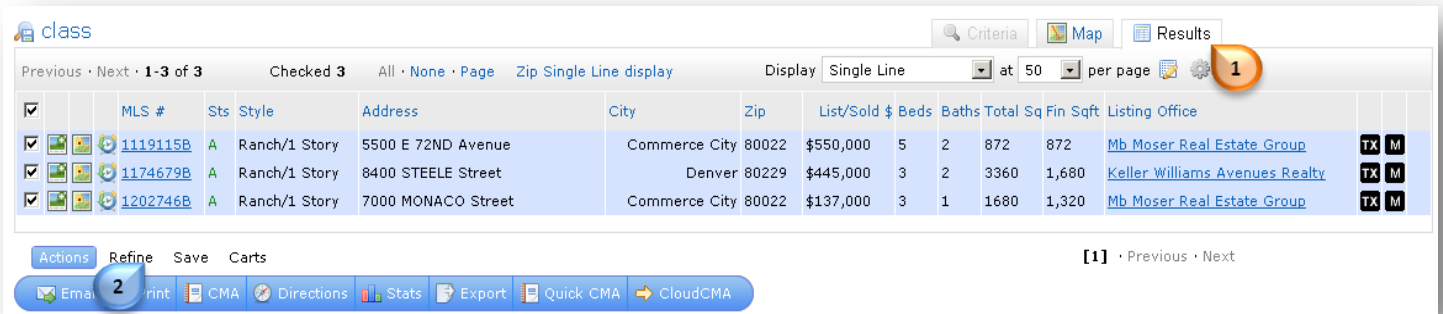 class Criteria Map Results
Previous · Next · 1-3 of 3 Checked 3 All · None · Page Zip Single Line display Display Single Line at 50 per page 1
MLS # Sts Style Address City Zip List/Sold $ Beds Baths Total Sq Fin Sqft Listing Office
1119115B A Ranch/1 Story 5500 E 72ND Avenue Commerce City 80022 $550,000 5 2 872 872 Mb Moser Real Estate Group TX M
1174679B A Ranch/1 Story 8400 STEELE Street Denver 80229 $445,000 3 2 3360 1,680 Keller Williams Avenues Realty TX M
1202746B A Ranch/1 Story 7000 MONACO Street Commerce City 80022 $137,000 3 1 1680 1,320 Mb Moser Real Estate Group TX M
Actions Refine Save Carts [1] · Previous · Next
2 CMA Directions Stats Export Quick CMA CloudCMA